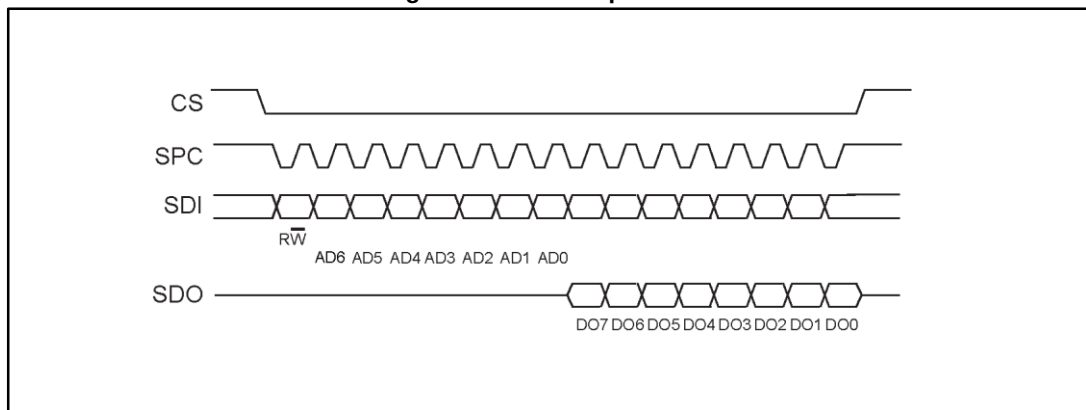 CS
SPC
SDI
RW̅
AD6 AD5 AD4 AD3 AD2 AD1 AD0
SDO
DO7 DO6 DO5 DO4 DO3 DO2 DO1 DO0